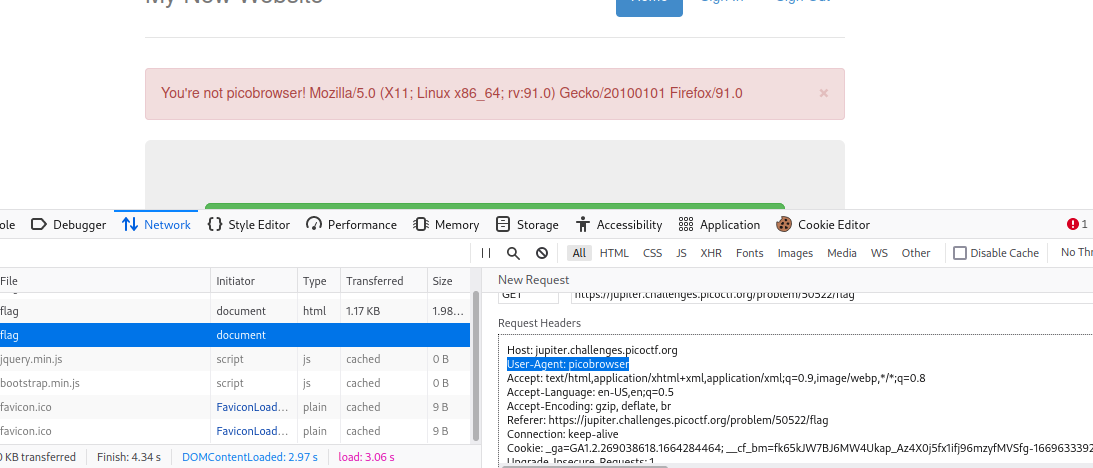 My New Website Home Sign In Sign Out
You're not picobrowser! Mozilla/5.0 (X11; Linux x86_64; rv:91.0) Gecko/20100101 Firefox/91.0 ×
ole Debugger Network Style Editor Performance Memory Storage Accessibility Application Cookie Editor 1
All HTML CSS JS XHR Fonts Images Media WS Other Disable Cache No Thr
File Initiator Type Transferred Size
flag document html 1.17 KB 1.98...
flag document
jquery.min.js script js cached 0 B
bootstrap.min.js script js cached 0 B
favicon.ico FaviconLoad... plain cached 9 B
favicon.ico FaviconLoad... plain cached 9 B
0 KB transferred Finish: 4.34 s DOMContentLoaded: 2.97 s load: 3.06 s
New Request
GET https://jupiter.challenges.picoctf.org/problem/50522/flag
Request Headers
Host: jupiter.challenges.picoctf.org
User-Agent: picobrowser
Accept: text/html,application/xhtml+xml,application/xml;q=0.9,image/webp,*/*;q=0.8
Accept-Language: en-US,en;q=0.5
Accept-Encoding: gzip, deflate, br
Referer: https://jupiter.challenges.picoctf.org/problem/50522/flag
Connection: keep-alive
Cookie: _ga=GA1.2.269038618.1664284464; __cf_bm=fk65kJW7BJ6MW4Ukap_Az4X0j5fx1ifj96mzyfMVSfg-1669633392
Upgrade-Insecure-Requests: 1